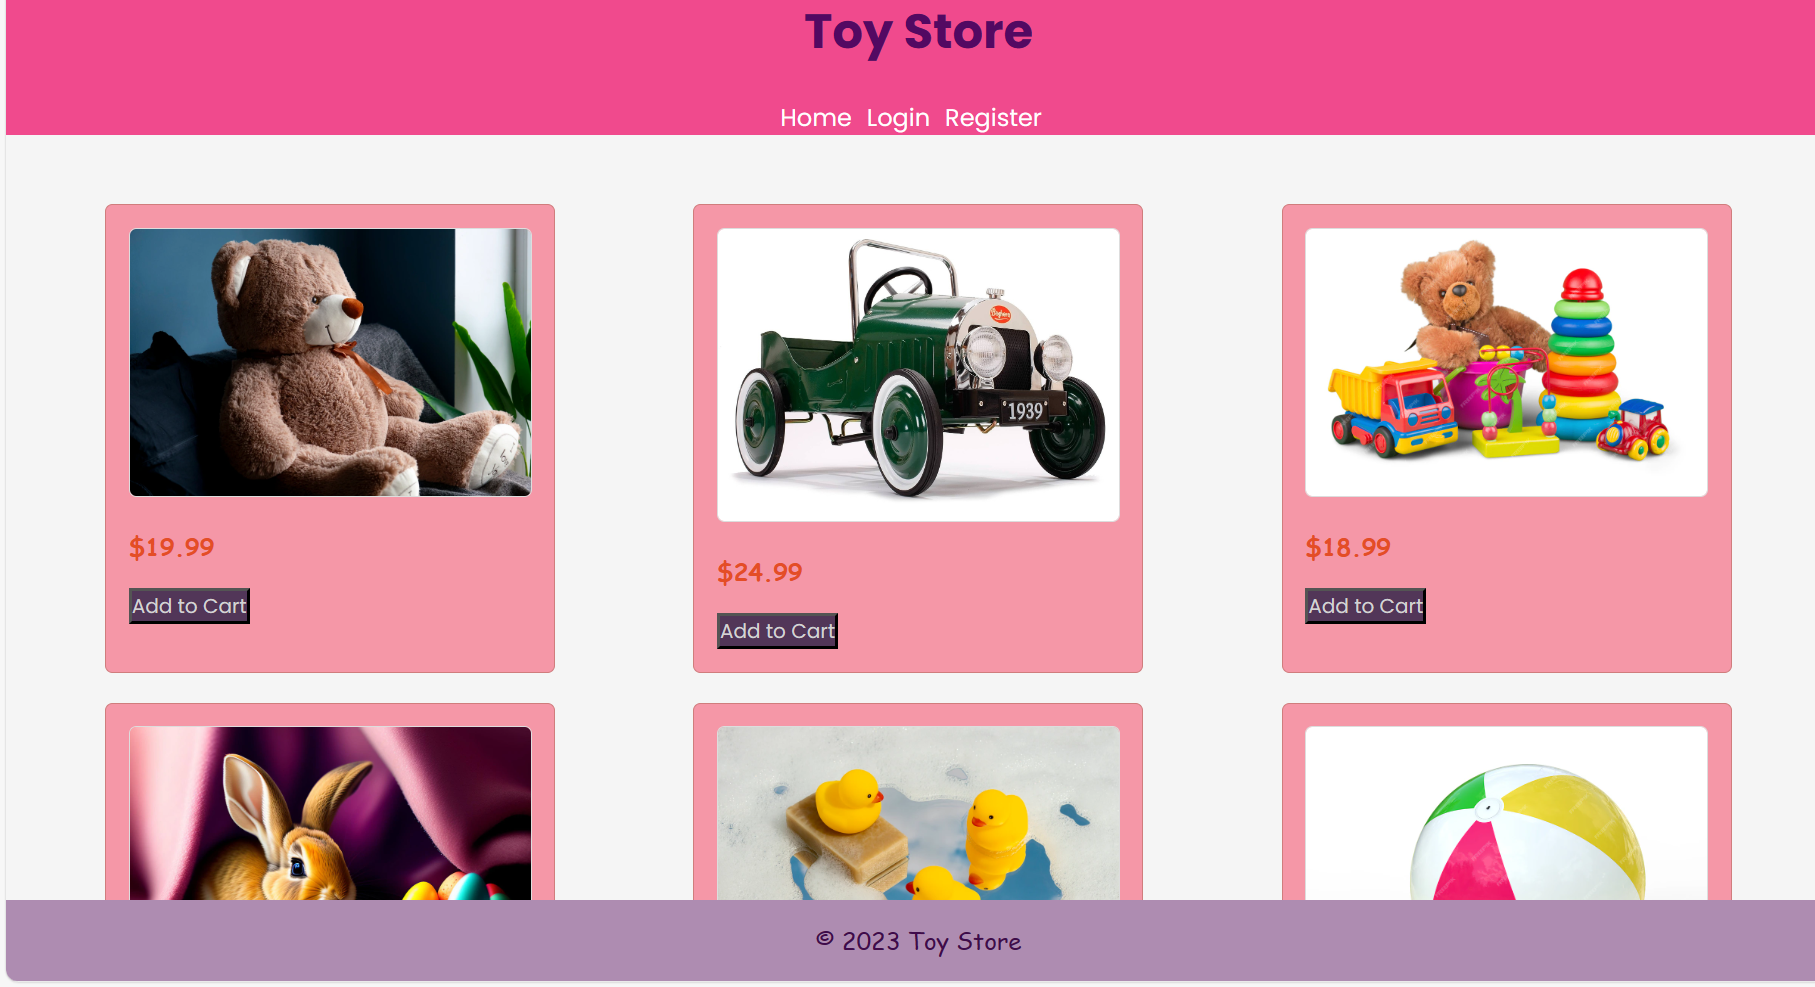 Toy Store
Home Login Register
1939
$19.99
$24.99
$18.99
Add to Cart
Add to Cart
Add to Cart
© 2023 Toy Store